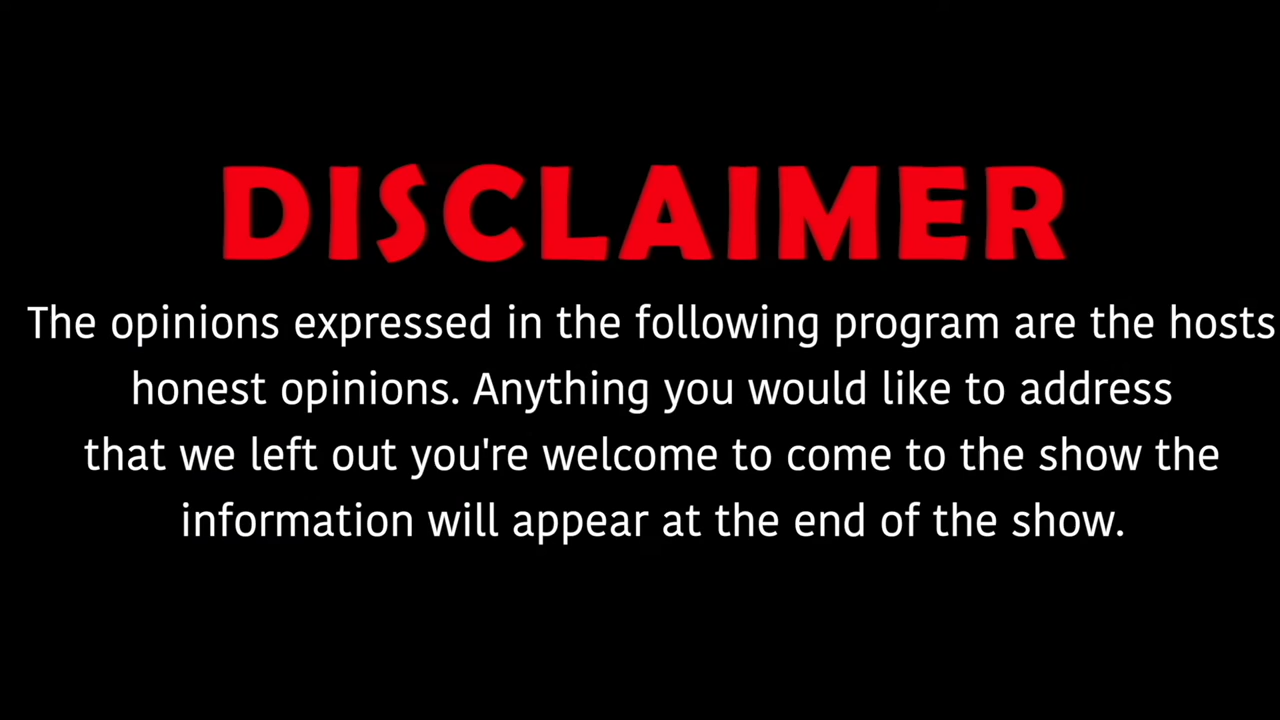 DISCLAIMER
The opinions expressed in the following program are the hosts
honest opinions. Anything you would like to address
that we left out you're welcome to come to the show the
information will appear at the end of the show.